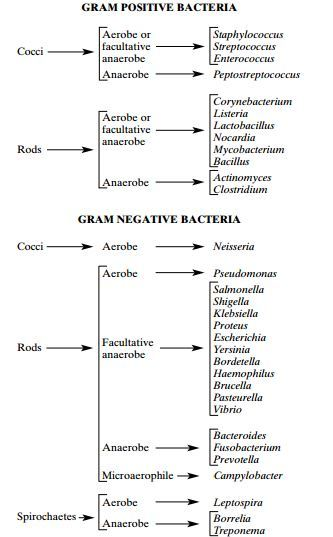 GRAM POSITIVE BACTERIA
Cocci
Aerobe or
facultative
anaerobe
Staphylococcus
Streptococcus
Enterococcus
Anaerobe
Peptostreptococcus
Rods
Aerobe or
facultative
anaerobe
Corynebacterium
Listeria
Lactobacillus
Nocardia
Mycobacterium
Bacillus
Anaerobe
Actinomyces
Clostridium
GRAM NEGATIVE BACTERIA
Cocci
Aerobe
Neisseria
Rods
Aerobe
Pseudomonas
Facultative
anaerobe
Salmonella
Shigella
Klebsiella
Proteus
Escherichia
Yersinia
Bordetella
Haemophilus
Brucella
Pasteurella
Vibrio
Anaerobe
Bacteroides
Fusobacterium
Prevotella
Microaerophile
Campylobacter
Spirochaetes
Aerobe
Leptospira
Anaerobe
Borrelia
Treponema